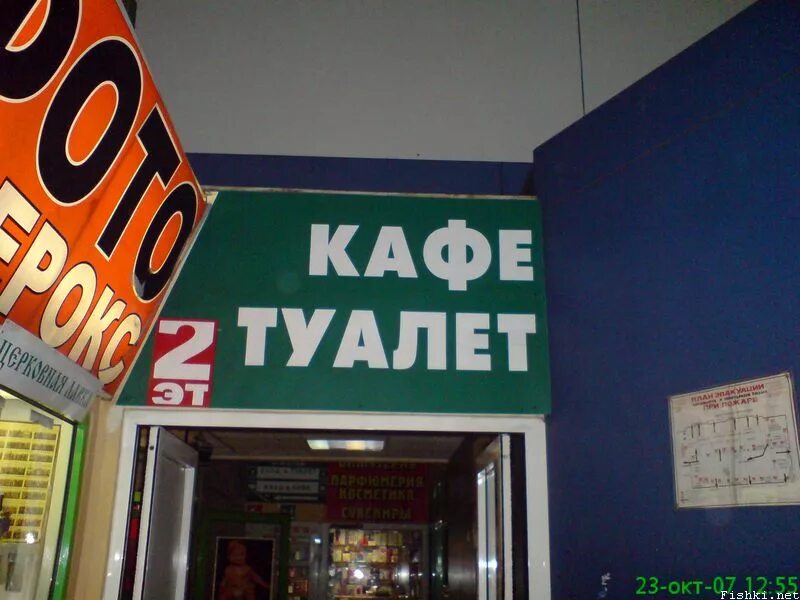 ФОТО
КСЕРОКС
ЦЕРКОВНАЯ ЛАВКА
КАФЕ
ТУАЛЕТ
2
ЭТ
ПАРФЮМЕРИЯ
КОСМЕТИКА
СУВЕНИРЫ
ПЛАН ЭВАКУАЦИИ
ПРИ ПОЖАРЕ
23-окт-07 12:55
Fishki.net